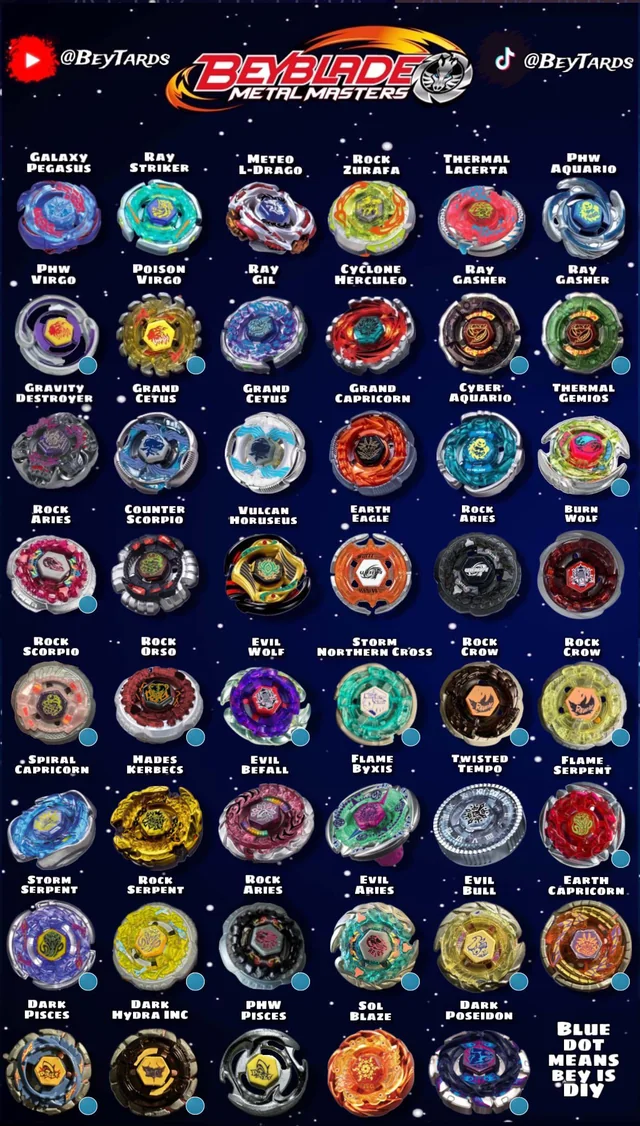 @BeyTards
BEYBLADE
METAL MASTERS
@BeyTards
Galaxy
Pegasus
Ray
Striker
Meteo
L-Drago
Rock
Zurafa
Thermal
Lacerta
Phw
Aquario
Phw
Virgo
Poison
Virgo
Ray
Gil
Cyclone
Herculeo
Ray
Gasher
Ray
Gasher
Gravity
Destroyer
Grand
Cetus
Grand
Cetus
Grand
Capricorn
Cyber
Aquario
Thermal
Gemios
Rock
Aries
Counter
Scorpio
Vulcan
Horuseus
Earth
Eagle
Rock
Aries
Burn
Wolf
Rock
Scorpio
Rock
Orso
Evil
Wolf
Storm
Northern Cross
Rock
Crow
Rock
Crow
Spiral
Capricorn
Hades
Kerbecs
Evil
Befall
Flame
Byxis
Twisted
Tempo
Flame
Serpent
Storm
Serpent
Rock
Serpent
Rock
Aries
Evil
Aries
Evil
Bull
Earth
Capricorn
Dark
Pisces
Dark
Hydra INC
PHW
Pisces
Sol
Blaze
Dark
Poseidon
Blue
dot
means
bey is
DIY